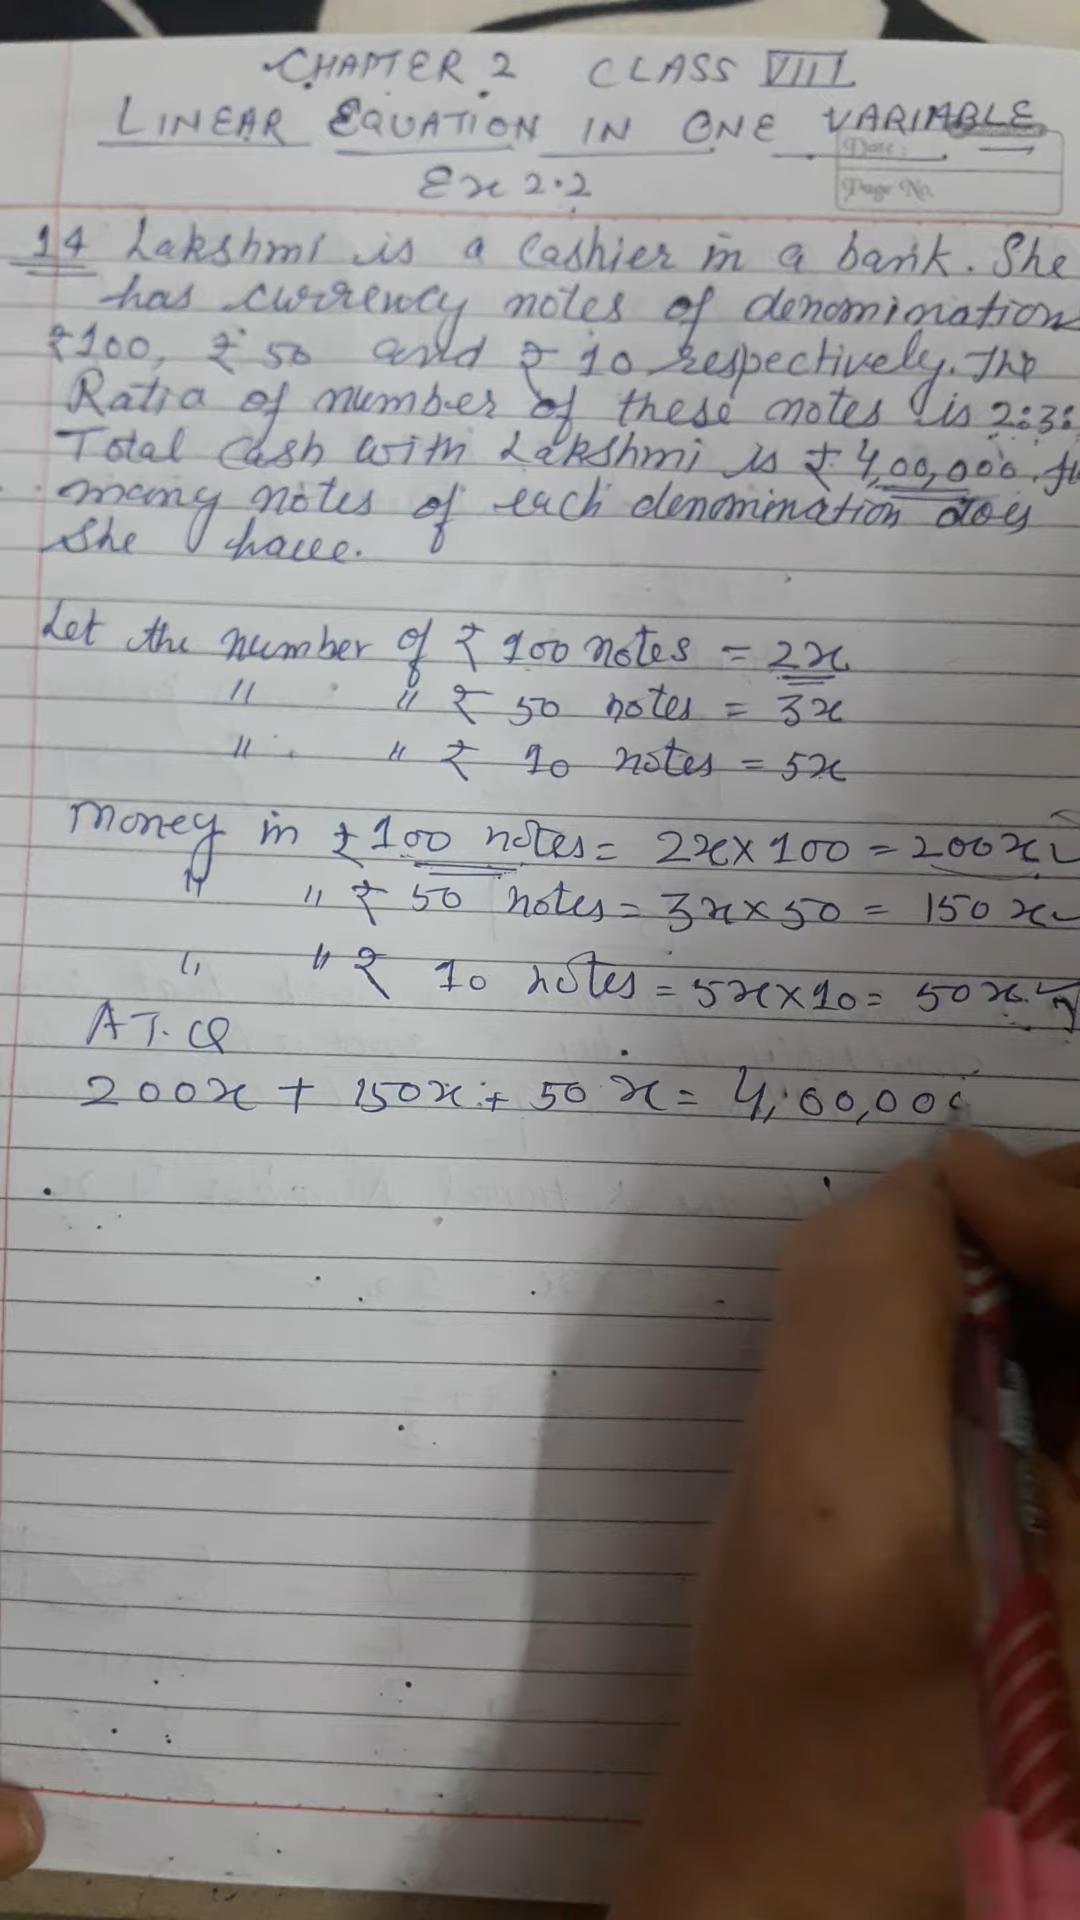 CHAPTER 2 CLASS VIII
LINEAR EQUATION IN ONE VARIABLE
Date:
Ex 2.2
Page No.
14 Lakshmi is a Cashier in a bank. She
has currency notes of denomination
₹100, ₹50 and ₹10 respectively. The
Ratio of number of these notes is 2:3:
Total cash with Lakshmi is ₹4,00,000.
many notes of each denomination does
She have.
Let the number of ₹100 notes = 2x
" " ₹ 50 notes = 3x
" " ₹ 10 notes = 5x
Money in ₹100 notes = 2x×100 = 200x
" " ₹ 50 notes = 3x×50 = 150x
" " ₹ 10 notes = 5x×10 = 50x
A T. Q
200x + 150x + 50x = 4,00,000